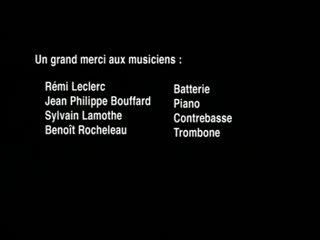 Un grand merci aux musiciens :
Rémi Leclerc Batterie
Jean Philippe Bouffard Piano
Sylvain Lamothe Contrebasse
Benoît Rocheleau Trombone